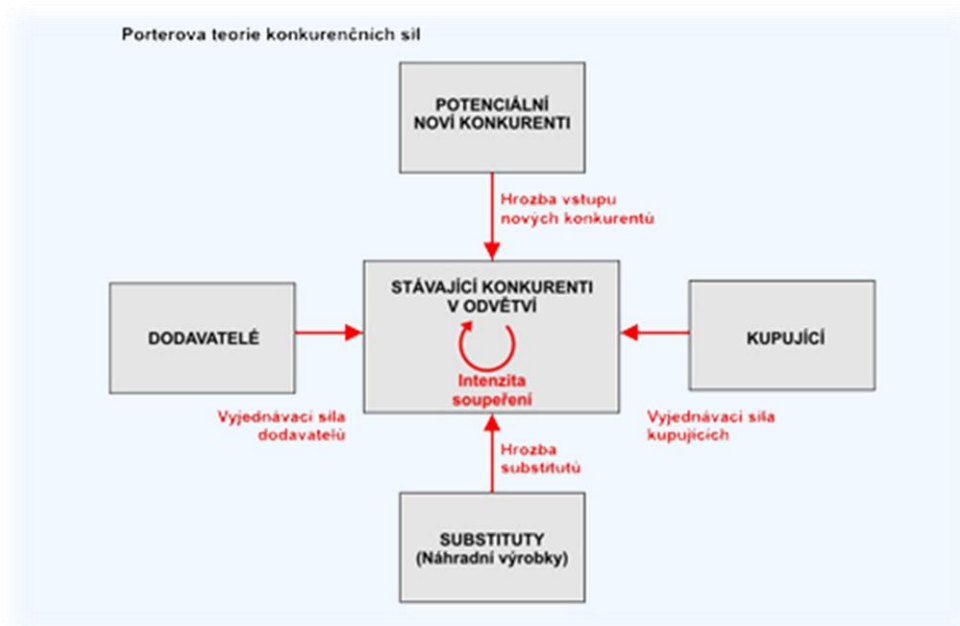 Porterova teorie konkurenčních sil
POTENCIÁLNÍ
NOVÍ KONKURENTI
Hrozba vstupu
nových konkurentů
STÁVAJÍCÍ KONKURENTI
V ODVĚTVÍ
Intenzita
soupeření
DODAVATELÉ
Vyjednávací síla
dodavatelů
KUPUJÍCÍ
Vyjednávací síla
kupujících
Hrozba
substitutů
SUBSTITUTY
(Náhradní výrobky)